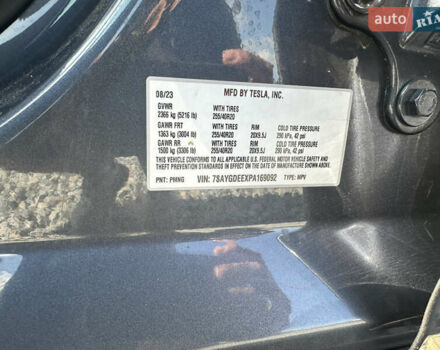 auto RIA
08/23 MFD BY TESLA, INC.
GVWR WITH TIRES
2366 kg (5216 lb) 255/40R20
GAWR FRT WITH TIRES RIM COLD TIRE PRESSURE
1363 kg (3004 lb) 255/40R20 20X9.5J 290 kPa, 42 psi
GAWR RR WITH TIRES RIM COLD TIRE PRESSURE
1500 kg (3306 lb) 255/40R20 20X9.5J 290 kPa, 42 psi
THIS VEHICLE CONFORMS TO ALL APPLICABLE FEDERAL MOTOR VEHICLE SAFETY
AND THEFT PREVENTION STANDARDS IN EFFECT ON THE DATE OF MANUFACTURE SHOWN ABOVE.
PNT: PMNG VIN: 7SAYGDEEXPA169092 TYPE: MPV